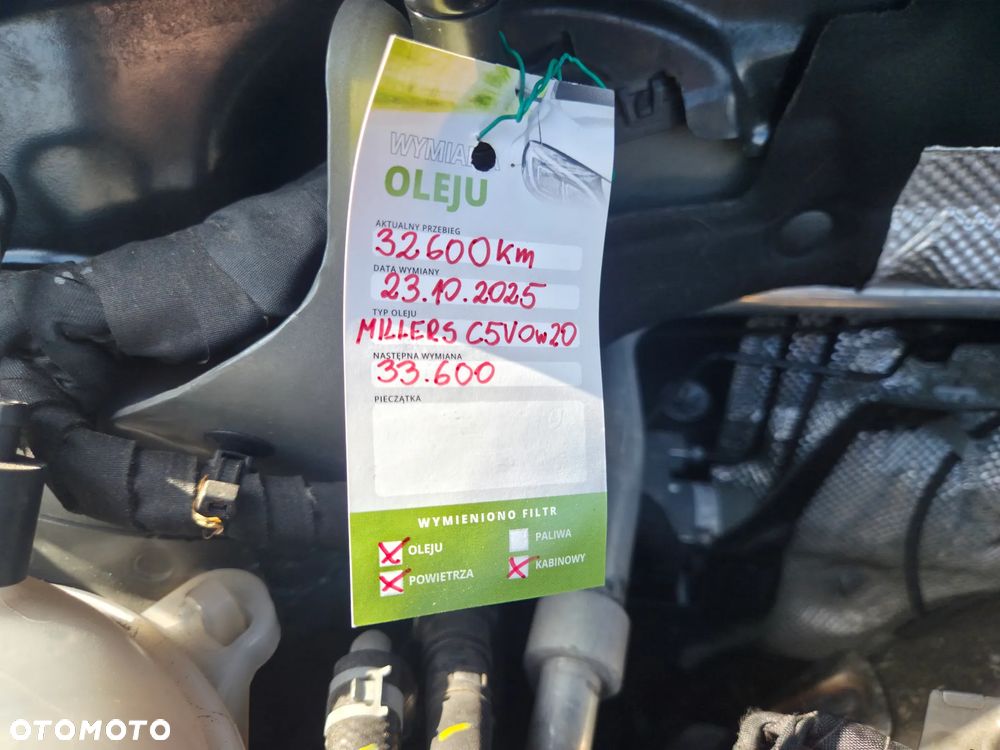 WYMIANA
OLEJU
AKTUALNY PRZEBIEG
32600km
DATA WYMIANY
23.10.2025
TYP OLEJU
MILLERS C5V0w20
NASTĘPNA WYMIANA
33.600
PIECZĄTKA
WYMIENIONO FILTR
OLEJU
PALIWA
POWIETRZA
KABINOWY
OTOMOTO